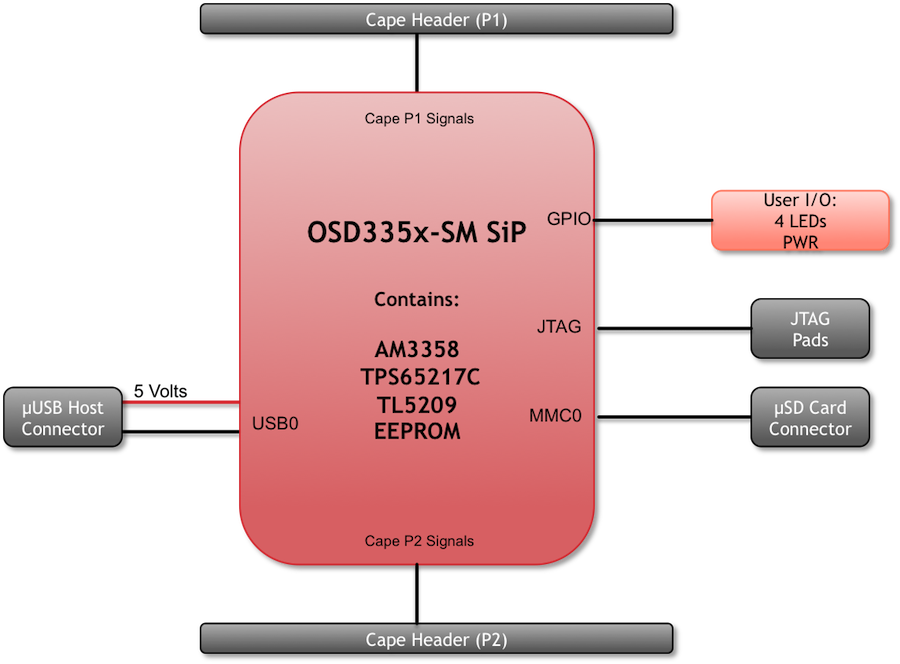 Cape Header (P1)
Cape P1 Signals
GPIO
OSD335x-SM SiP
User I/O:
4 LEDs
PWR
Contains:
JTAG
JTAG
Pads
AM3358
TPS65217C
TL5209
EEPROM
5 Volts
µUSB Host
Connector
USB0
MMC0
µSD Card
Connector
Cape P2 Signals
Cape Header (P2)